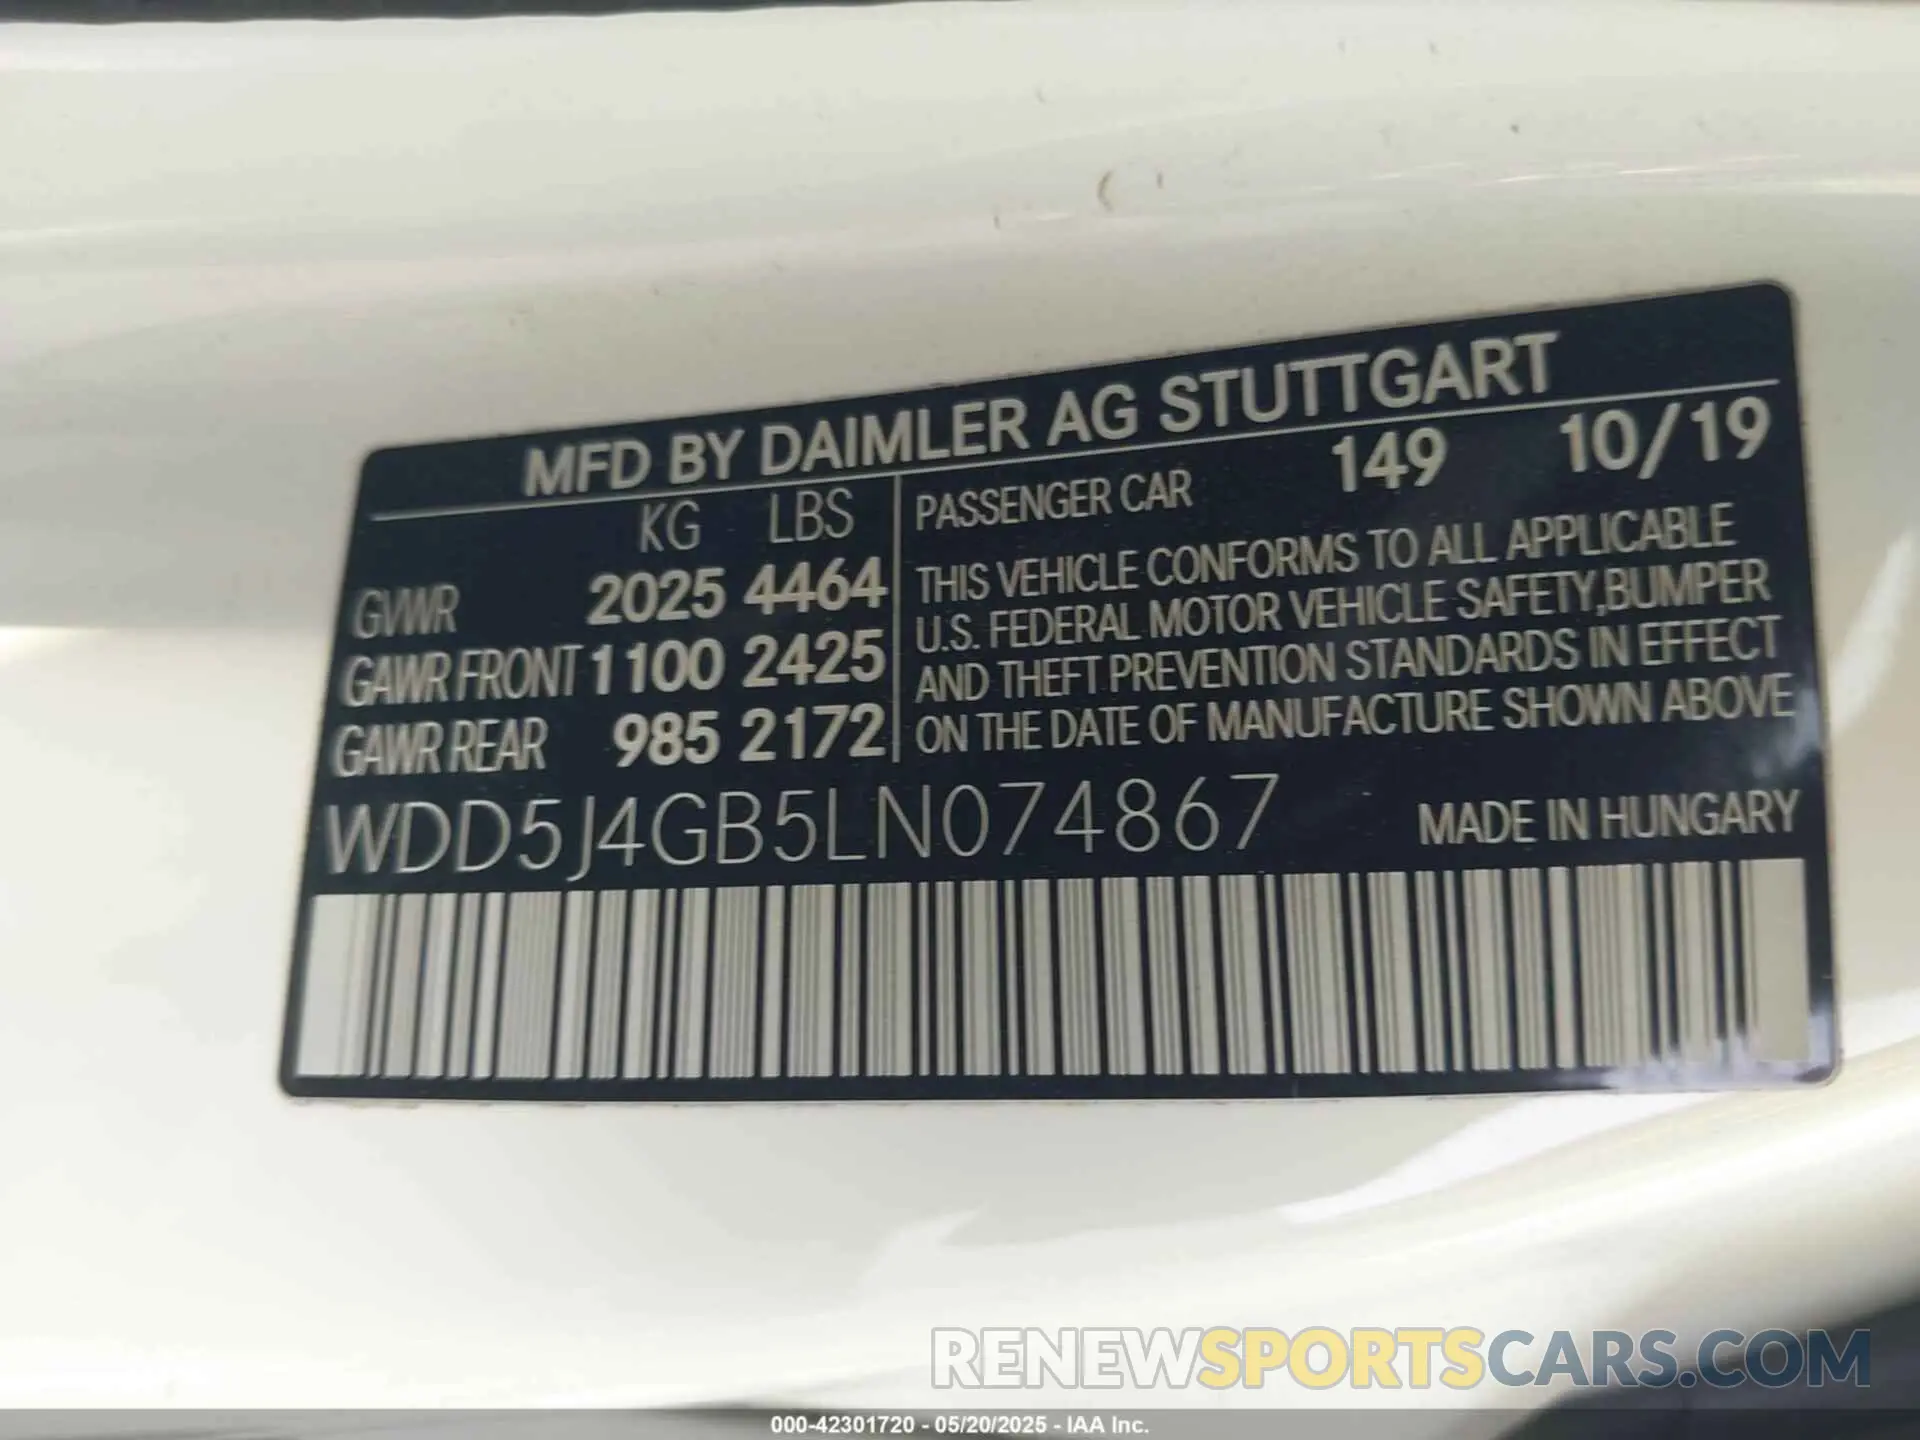 MFD BY DAIMLER AG STUTTGART
KG LBS
GVWR 2025 4464
GAWR FRONT 1100 2425
GAWR REAR 985 2172
PASSENGER CAR 149 10/19
THIS VEHICLE CONFORMS TO ALL APPLICABLE
U.S. FEDERAL MOTOR VEHICLE SAFETY,BUMPER
AND THEFT PREVENTION STANDARDS IN EFFECT
ON THE DATE OF MANUFACTURE SHOWN ABOVE
WDD5J4GB5LN074867
MADE IN HUNGARY
RENEWSPORTSCARS.COM
000-42301720 - 05/20/2025 - IAA Inc.